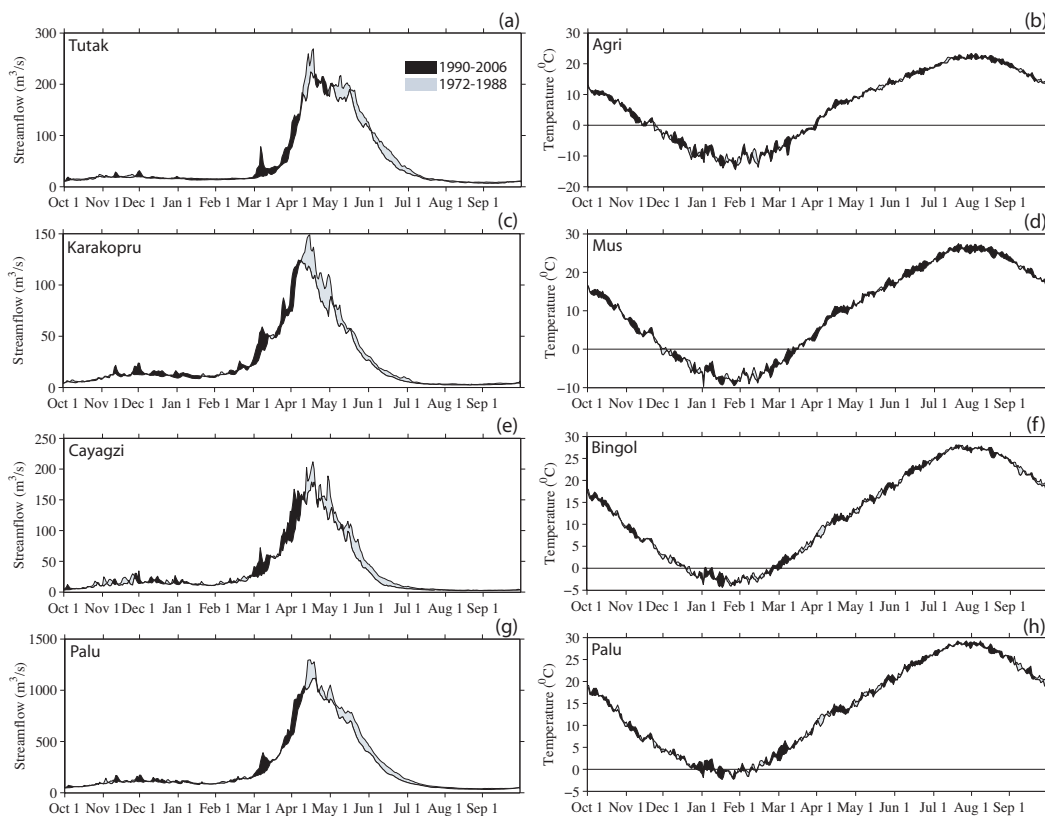 (a)
Tutak
1990-2006
1972-1988
Streamflow (m³/s)
300
200
100
0
Oct 1 Nov 1 Dec 1 Jan 1 Feb 1 Mar 1 Apr 1 May 1 Jun 1 Jul 1 Aug 1 Sep 1
(b)
Agri
Temperature (⁰C)
30
20
10
0
−10
−20
Oct 1 Nov 1 Dec 1 Jan 1 Feb 1 Mar 1 Apr 1 May 1 Jun 1 Jul 1 Aug 1 Sep 1
(c)
Karakopru
Streamflow (m³/s)
150
100
50
0
Oct 1 Nov 1 Dec 1 Jan 1 Feb 1 Mar 1 Apr 1 May 1 Jun 1 Jul 1 Aug 1 Sep 1
(d)
Mus
Temperature (⁰C)
30
20
10
0
−10
Oct 1 Nov 1 Dec 1 Jan 1 Feb 1 Mar 1 Apr 1 May 1 Jun 1 Jul 1 Aug 1 Sep 1
(e)
Cayagzi
Streamflow (m³/s)
250
200
150
100
50
0
Oct 1 Nov 1 Dec 1 Jan 1 Feb 1 Mar 1 Apr 1 May 1 Jun 1 Jul 1 Aug 1 Sep 1
(f)
Bingol
Temperature (⁰C)
30
25
20
15
10
5
0
−5
Oct 1 Nov 1 Dec 1 Jan 1 Feb 1 Mar 1 Apr 1 May 1 Jun 1 Jul 1 Aug 1 Sep 1
(g)
Palu
Streamflow (m³/s)
1500
1000
500
0
Oct 1 Nov 1 Dec 1 Jan 1 Feb 1 Mar 1 Apr 1 May 1 Jun 1 Jul 1 Aug 1 Sep 1
(h)
Palu
Temperature (⁰C)
30
25
20
15
10
5
0
−5
Oct 1 Nov 1 Dec 1 Jan 1 Feb 1 Mar 1 Apr 1 May 1 Jun 1 Jul 1 Aug 1 Sep 1